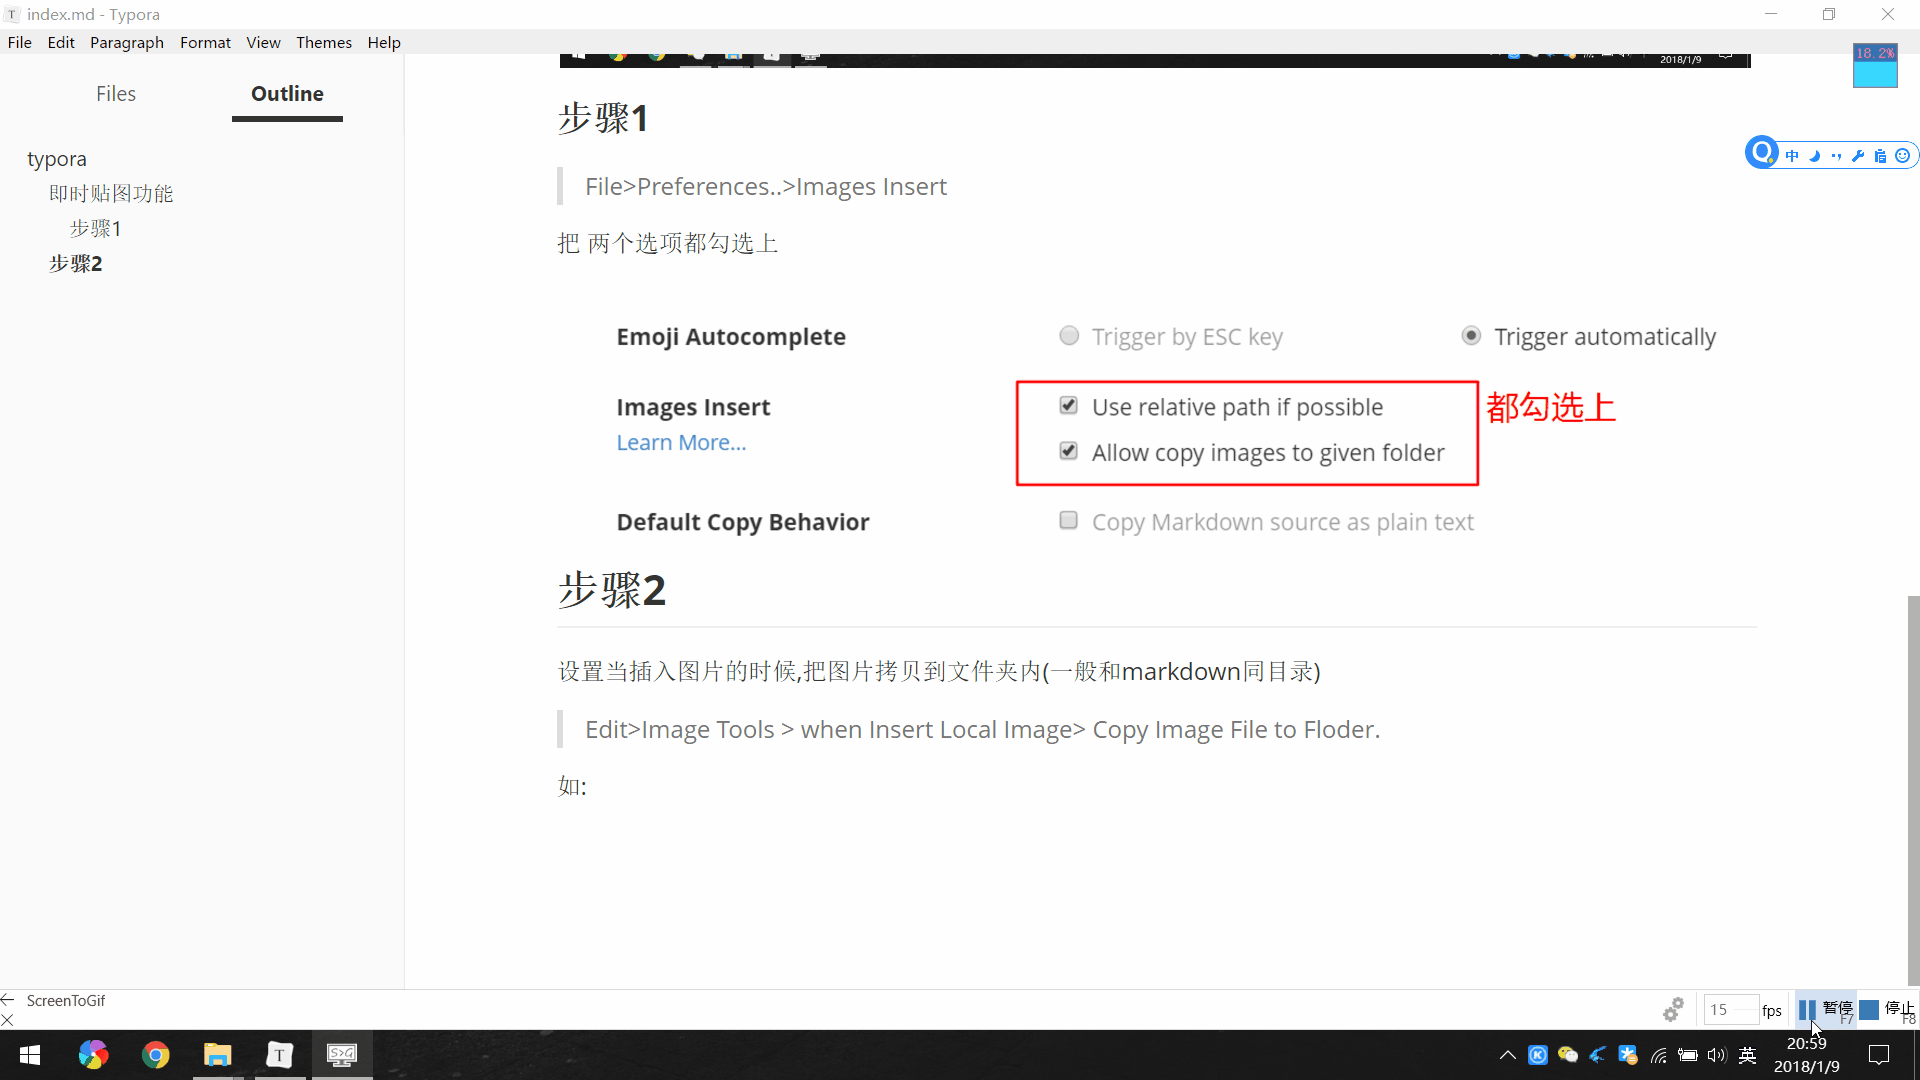 index.md - Typora
File Edit Paragraph Format View Themes Help
2018/1/9
18.2%
Files Outline
typora
即时贴图功能
步骤1
步骤2
步骤1
File>Preferences..>Images Insert
把 两个选项都勾选上
Emoji Autocomplete Trigger by ESC key Trigger automatically
Images Insert Use relative path if possible 都勾选上
Learn More... Allow copy images to given folder
Default Copy Behavior Copy Markdown source as plain text
步骤2
设置当插入图片的时候,把图片拷贝到文件夹内(一般和markdown同目录)
Edit>Image Tools > when Insert Local Image> Copy Image File to Floder.
如:
中
ScreenToGif
15 fps 暂停 F7 停止 F8
英
20:59
2018/1/9